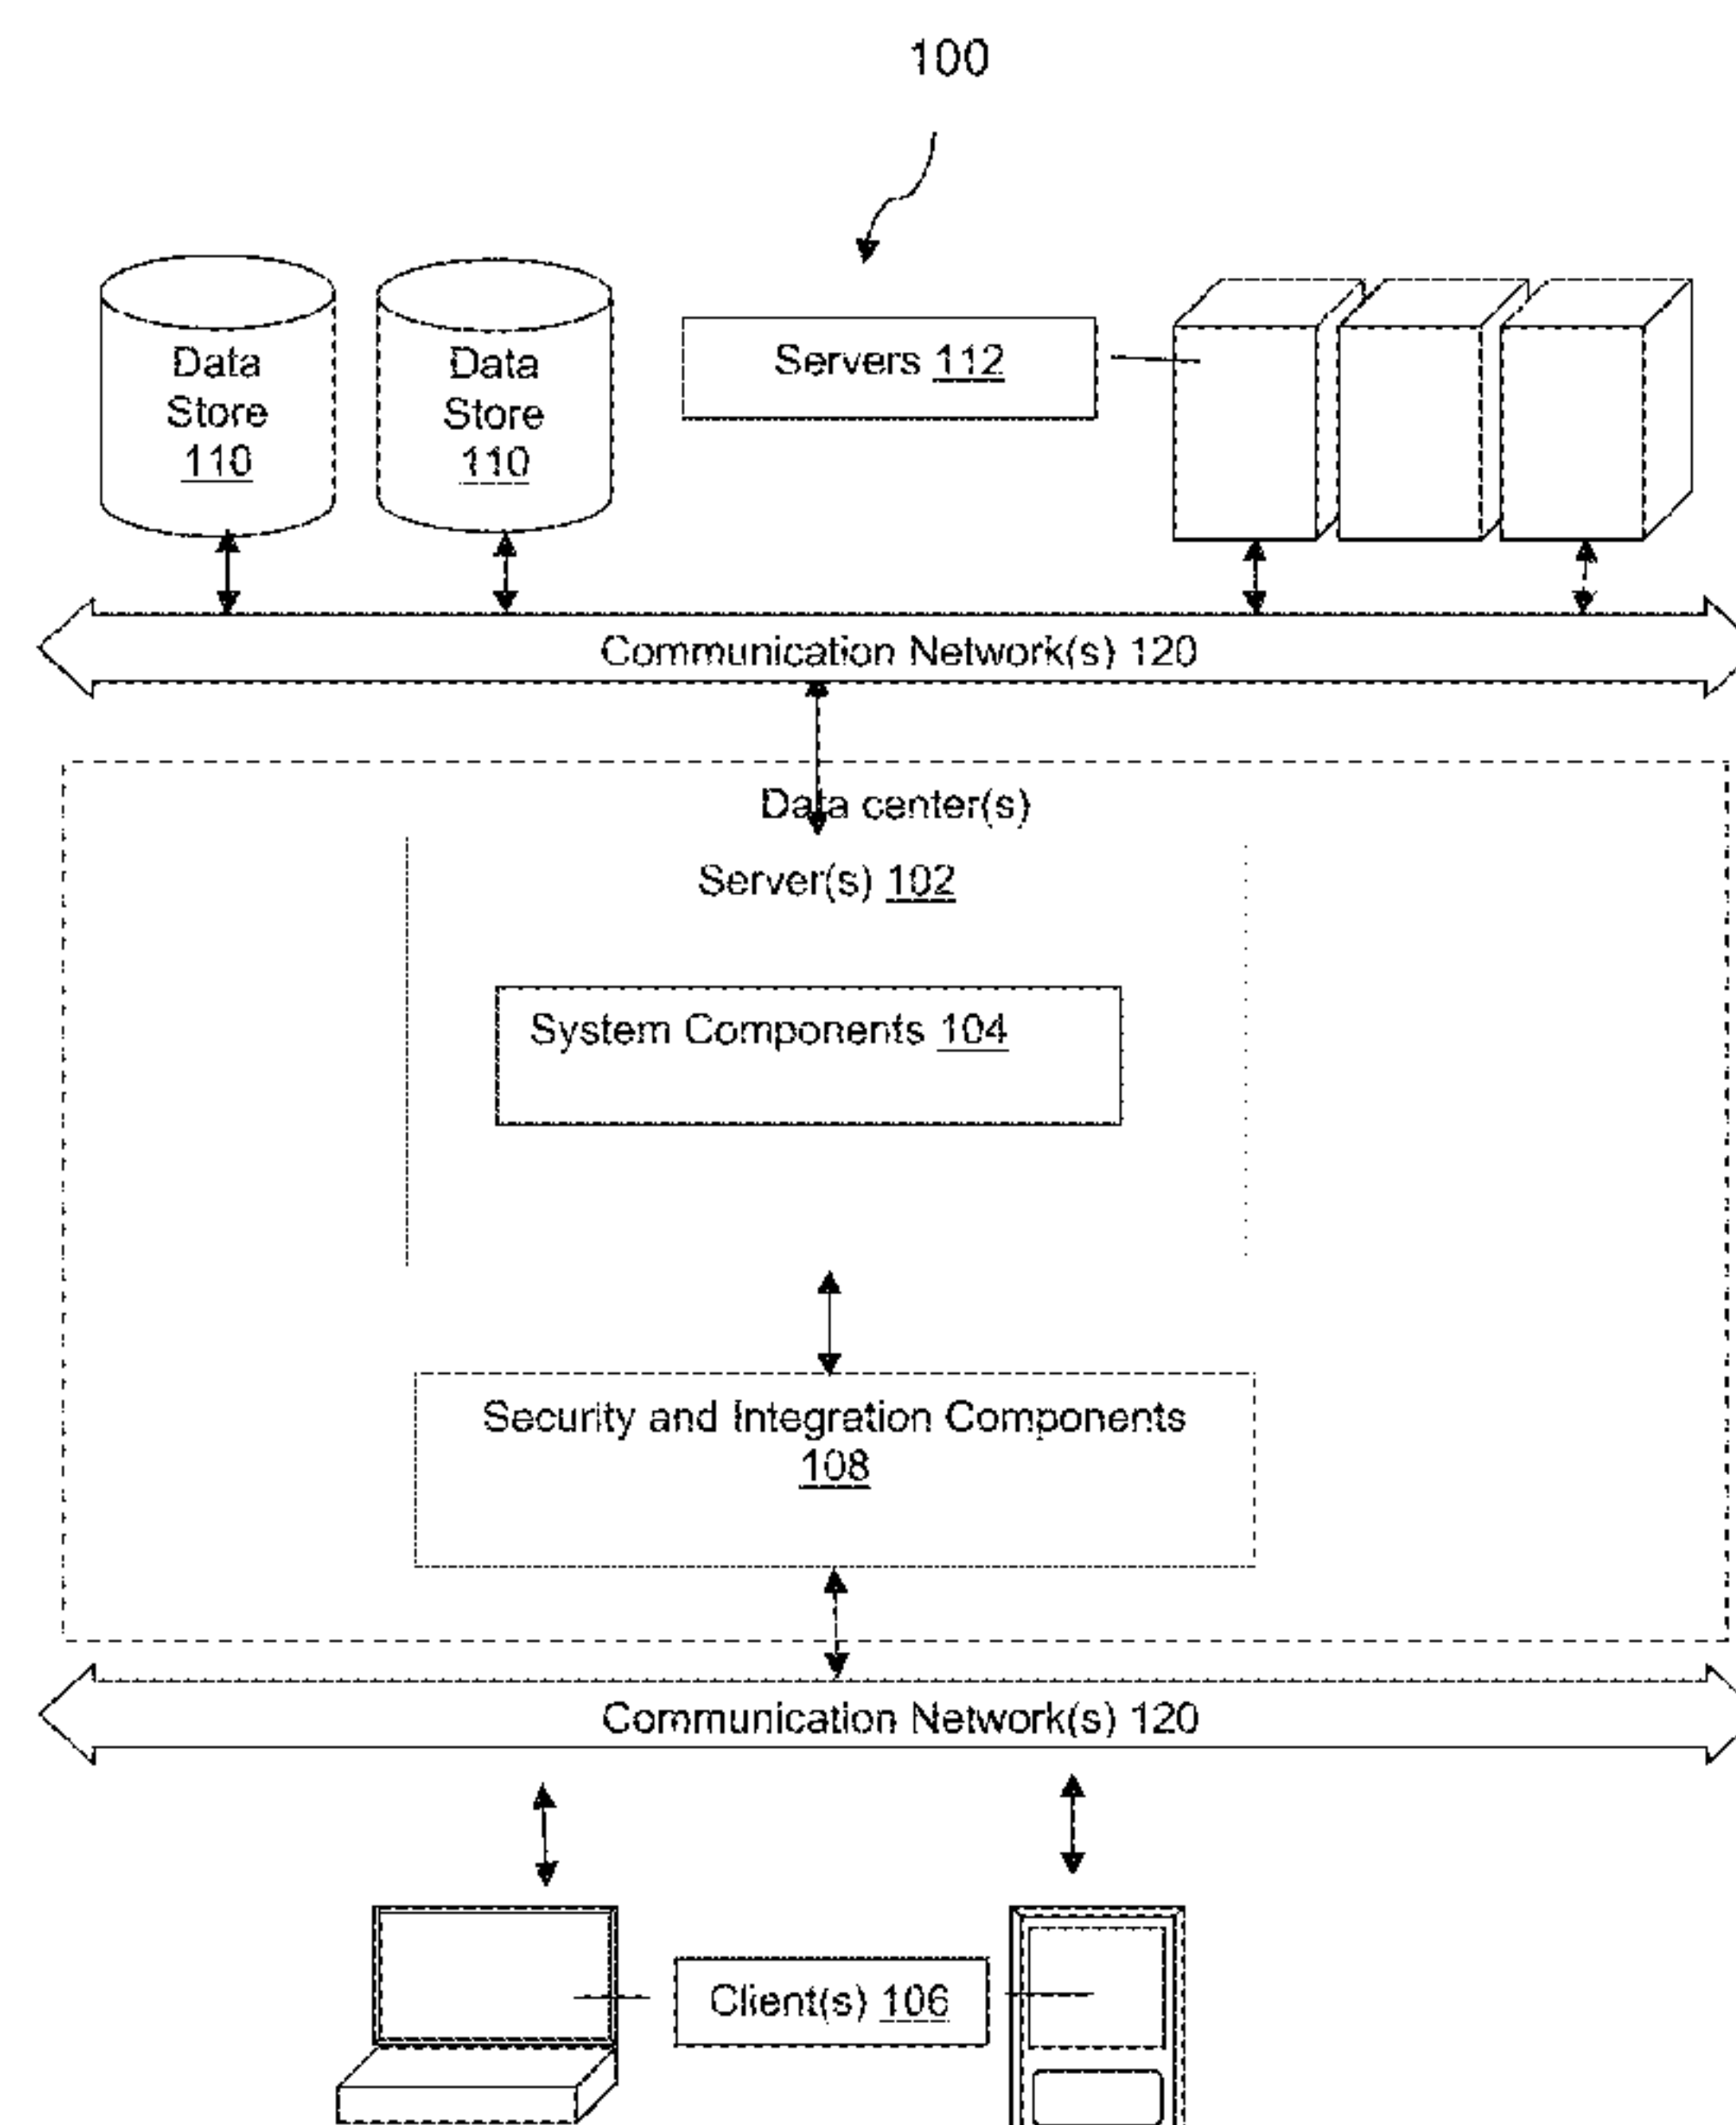 100
Data
Store
110
Data
Store
110
Servers 112
Communication Network(s) 120
Data center(s)
Server(s) 102
System Components 104
Security and Integration Components
108
Communication Network(s) 120
Client(s) 106